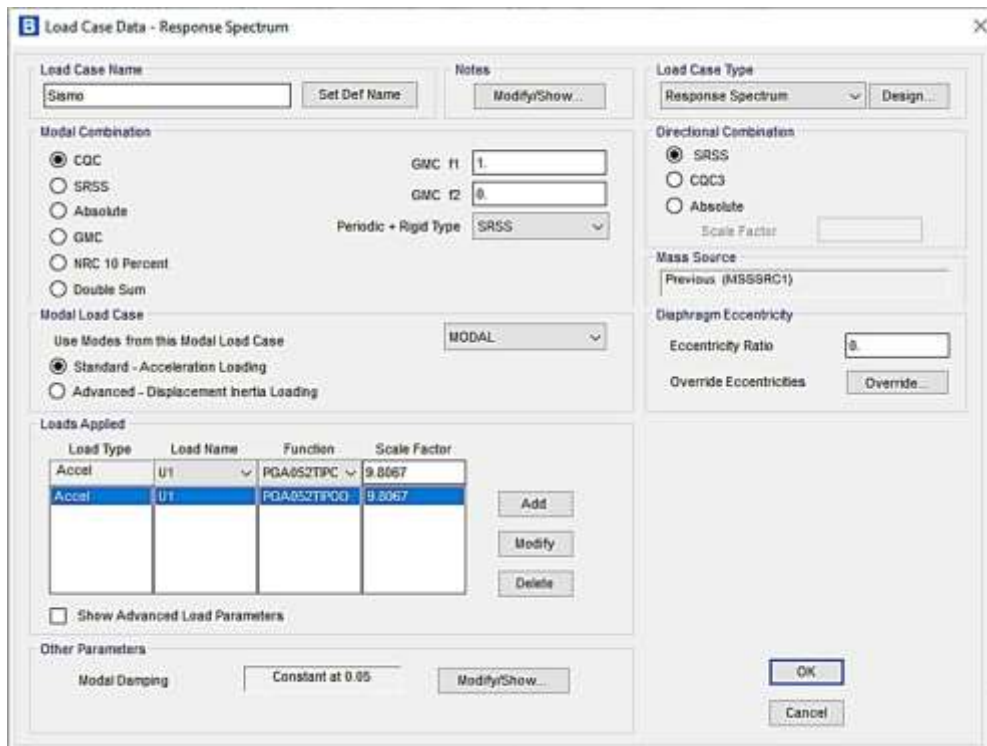 B Load Case Data - Response Spectrum
Load Case Name
Sismo
Set Def Name
Notes
Modify/Show...
Load Case Type
Response Spectrum
Design...
Modal Combination
CQC
SRSS
Absolute
GMC
NRC 10 Percent
Double Sum
GMC f1 1.
GMC f2 0.
Periodic + Rigid Type SRSS
Directional Combination
SRSS
CQC3
Absolute
Scale Factor
Mass Source
Previous (MSSSRC1)
Modal Load Case
Use Modes from this Modal Load Case MODAL
Standard - Acceleration Loading
Advanced - Displacement Inertia Loading
Diaphragm Eccentricity
Eccentricity Ratio 0.
Override Eccentricities Override...
Loads Applied
Load Type Load Name Function Scale Factor
Accel U1 PGA052TIPC 9.8067
Accel U1 PGA052TIPOD 9.8067
Add
Modify
Delete
Show Advanced Load Parameters
Other Parameters
Modal Damping Constant at 0.05 Modify/Show...
OK
Cancel